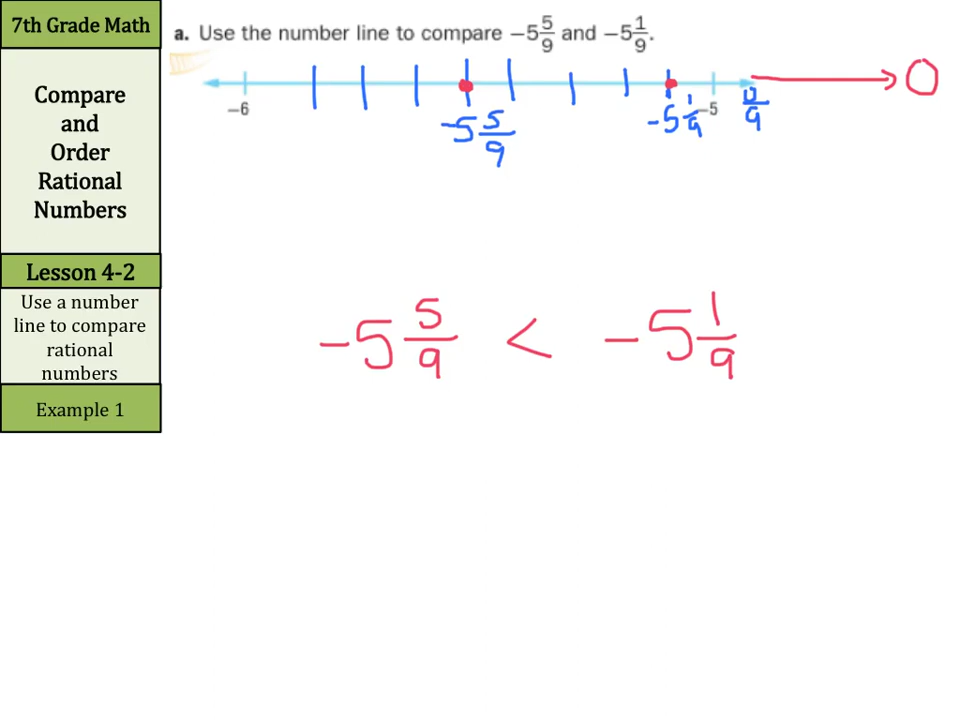 7th Grade Math
Compare
and
Order
Rational
Numbers
Lesson 4-2
Use a number
line to compare
rational
numbers
Example 1
a. Use the number line to compare −5 5/9 and −5 1/9.
−6
-5 5/9
-5 1/9
−5
0/9
0
-5 5/9 < -5 1/9